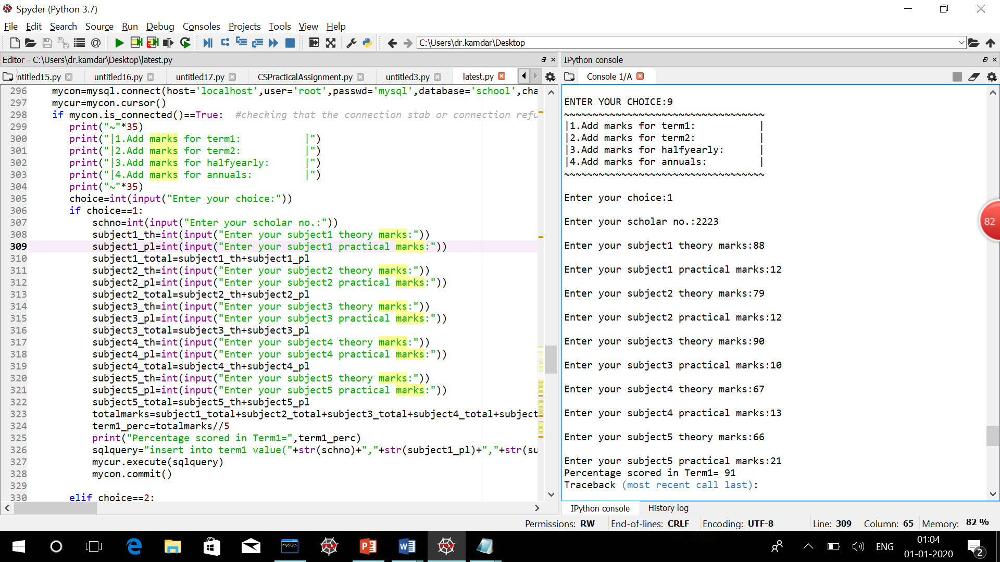 Spyder (Python 3.7)
File Edit Search Source Run Debug Consoles Projects Tools View Help
C:\Users\dr.kamdar\Desktop
Editor - C:\Users\dr.kamdar\Desktop\latest.py
ntitled15.py untitled16.py untitled17.py CSPracticalAssignment.py untitled3.py latest.py
296 mycon=mysql.connect(host='localhost',user='root',passwd='mysql',database='school',cha
297 mycur=mycon.cursor()
298 if mycon.is_connected()==True: #checking that the connection stab or connection refu
299 print("~"*35)
300 print("|1.Add marks for term1: |")
301 print("|2.Add marks for term2: |")
302 print("|3.Add marks for halfyearly: |")
303 print("|4.Add marks for annuals: |")
304 print("~"*35)
305 choice=int(input("Enter your choice:"))
306 if choice==1:
307 schno=int(input("Enter your scholar no.:"))
308 subject1_th=int(input("Enter your subject1 theory marks:"))
309 subject1_pl=int(input("Enter your subject1 practical marks:"))
310 subject1_total=subject1_th+subject1_pl
311 subject2_th=int(input("Enter your subject2 theory marks:"))
312 subject2_pl=int(input("Enter your subject2 practical marks:"))
313 subject2_total=subject2_th+subject2_pl
314 subject3_th=int(input("Enter your subject3 theory marks:"))
315 subject3_pl=int(input("Enter your subject3 practical marks:"))
316 subject3_total=subject3_th+subject3_pl
317 subject4_th=int(input("Enter your subject4 theory marks:"))
318 subject4_pl=int(input("Enter your subject4 practical marks:"))
319 subject4_total=subject4_th+subject4_pl
320 subject5_th=int(input("Enter your subject5 theory marks:"))
321 subject5_pl=int(input("Enter your subject5 practical marks:"))
322 subject5_total=subject5_th+subject5_pl
323 totalmarks=subject1_total+subject2_total+subject3_total+subject4_total+subject
324 term1_perc=totalmarks//5
325 print("Percentage scored in Term1=",term1_perc)
326 sqlquery="insert into term1 value("+str(schno)+","+str(subject1_pl)+","+str(su
327 mycur.execute(sqlquery)
328 mycon.commit()
329
330 elif choice==2:
IPython console
Console 1/A
ENTER YOUR CHOICE:9
~~~~~~~~~~~~~~~~~~~~~~~~~~~~~~~~~~~
|1.Add marks for term1: |
|2.Add marks for term2: |
|3.Add marks for halfyearly: |
|4.Add marks for annuals: |
~~~~~~~~~~~~~~~~~~~~~~~~~~~~~~~~~~~
Enter your choice:1
Enter your scholar no.:2223
Enter your subject1 theory marks:88
Enter your subject1 practical marks:12
Enter your subject2 theory marks:79
Enter your subject2 practical marks:12
Enter your subject3 theory marks:90
Enter your subject3 practical marks:10
Enter your subject4 theory marks:67
Enter your subject4 practical marks:13
Enter your subject5 theory marks:66
Enter your subject5 practical marks:21
Percentage scored in Term1= 91
Traceback (most recent call last):
82
IPython console History log
Permissions: RW End-of-lines: CRLF Encoding: UTF-8 Line: 309 Column: 65 Memory: 82 %
MySQL
ENG
01:04
01-01-2020
2